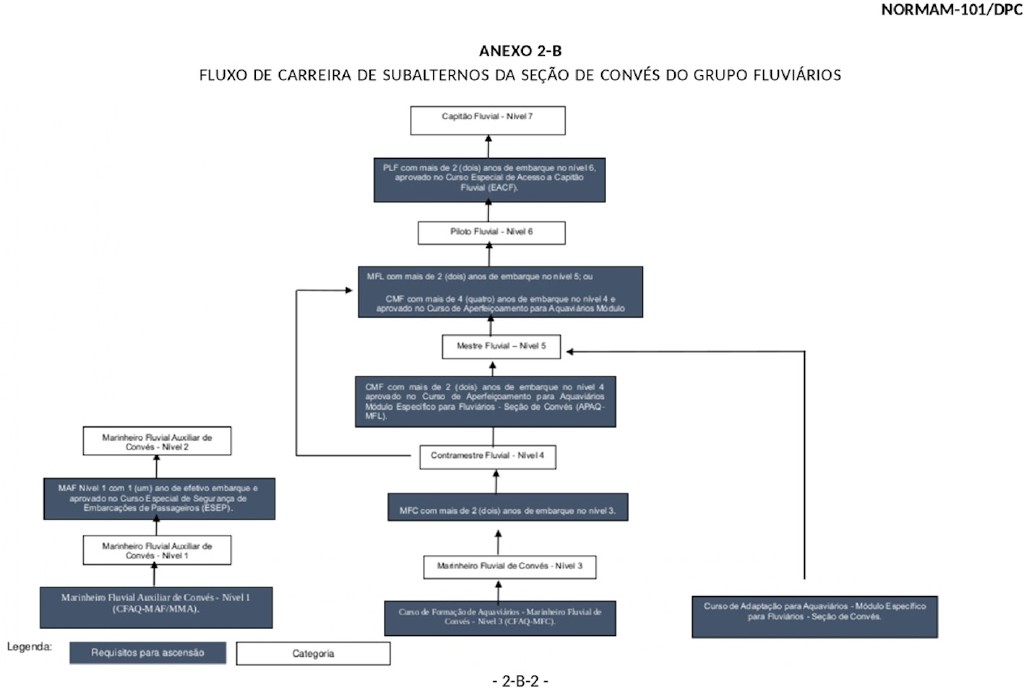 NORMAM-101/DPC
ANEXO 2-B
FLUXO DE CARREIRA DE SUBALTERNOS DA SEÇÃO DE CONVÉS DO GRUPO FLUVIÁRIOS
Capitão Fluvial - Nível 7
PLF com mais de 2 (dois) anos de embarque no nível 6,
aprovado no Curso Especial de Acesso a Capitão
Fluvial (EACF).
Piloto Fluvial - Nível 6
MFL com mais de 2 (dois) anos de embarque no nível 5; ou
CMF com mais de 4 (quatro) anos de embarque no nível 4 e
aprovado no Curso de Aperfeiçoamento para Aquaviários Módulo
Mestre Fluvial – Nível 5
CMF com mais de 2 (dois) anos de embarque no nível 4
aprovado no Curso de Aperfeiçoamento para Aquaviários
Módulo Específico para Fluviários - Seção de Convés (APAQ-
MFL).
Contramestre Fluvial - Nível 4
MFC com mais de 2 (dois) anos de embarque no nível 3.
Marinheiro Fluvial de Convés - Nível 3
Curso de Formação de Aquaviários - Marinheiro Fluvial de
Convés - Nível 3 (CFAQ-MFC).
Marinheiro Fluvial Auxiliar de
Convés - Nível 2
MAF Nível 1 com 1 (um) ano de efetivo embarque e
aprovado no Curso Especial de Segurança de
Embarcações de Passageiros (ESEP).
Marinheiro Fluvial Auxiliar de
Convés - Nível 1
Marinheiro Fluvial Auxiliar de Convés - Nível 1
(CFAQ-MAF/MMA).
Curso de Adaptação para Aquaviários - Módulo Específico
para Fluviários - Seção de Convés.
Legenda:
Requisitos para ascensão
Categoria
- 2-B-2 -